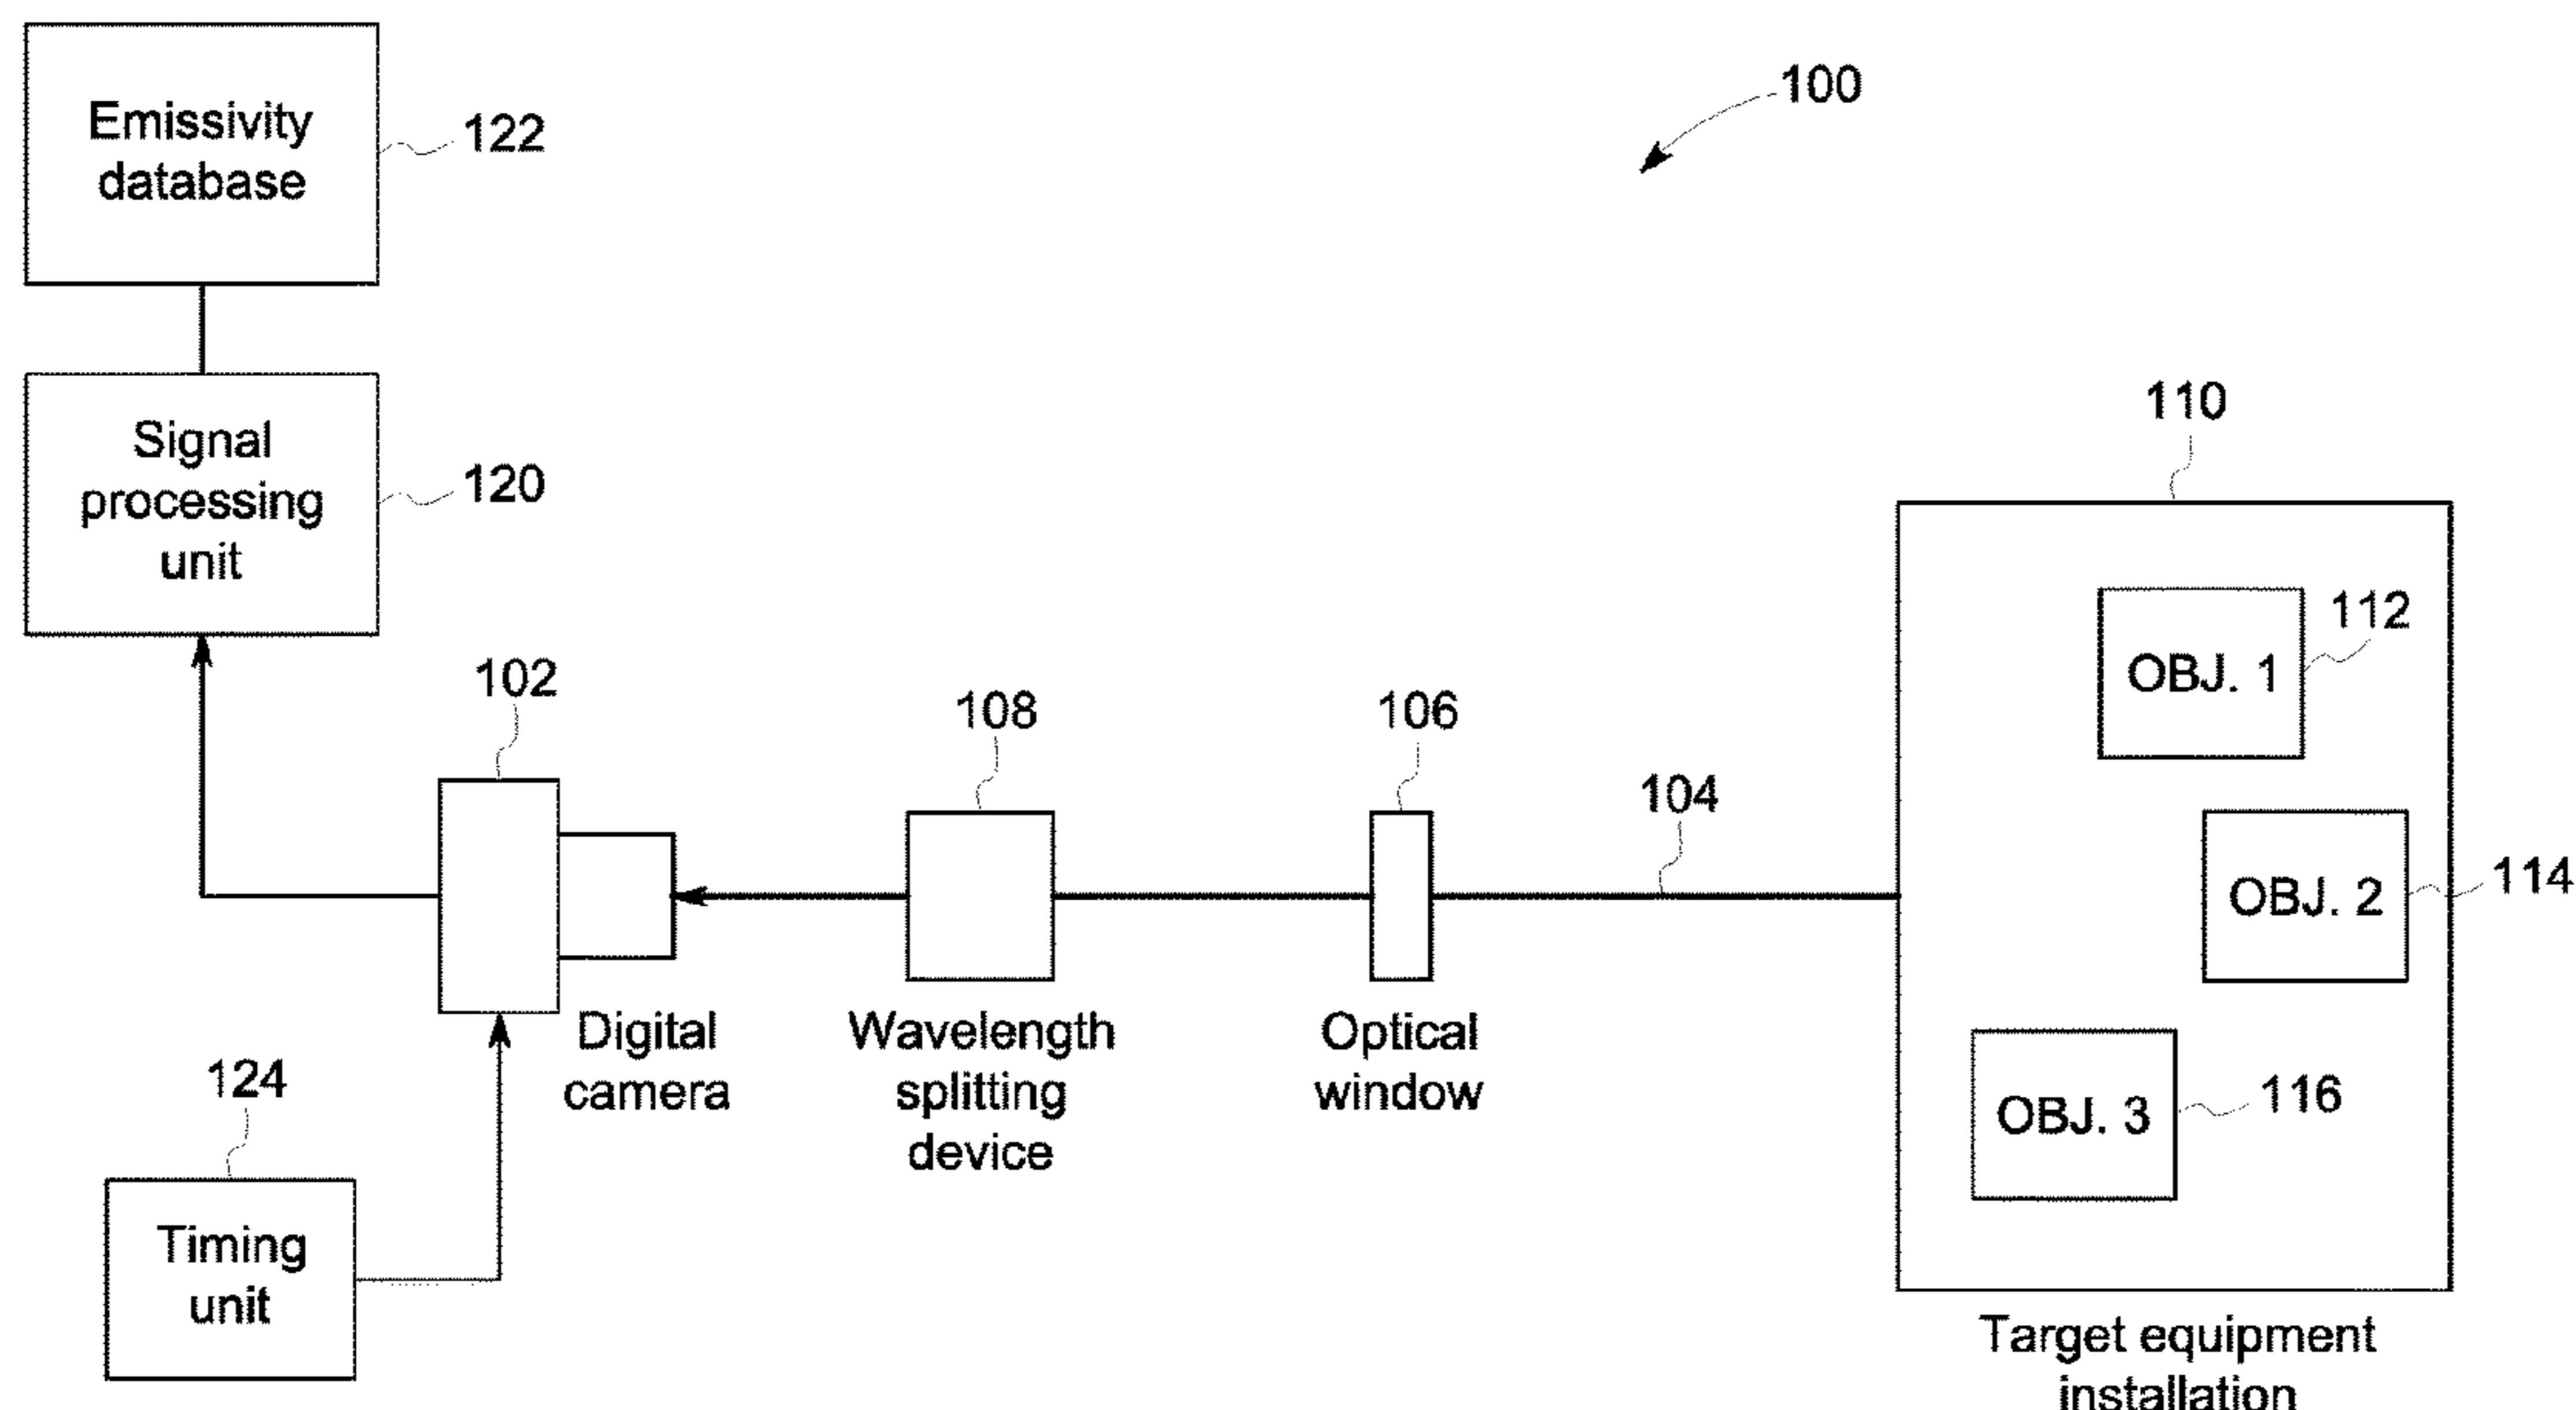 100
Emissivity
database
122
Signal
processing
unit
120
110
OBJ. 1
112
OBJ. 2
114
OBJ. 3
116
Target equipment
installation
102
Digital
camera
108
Wavelength
splitting
device
106
Optical
window
104
124
Timing
unit